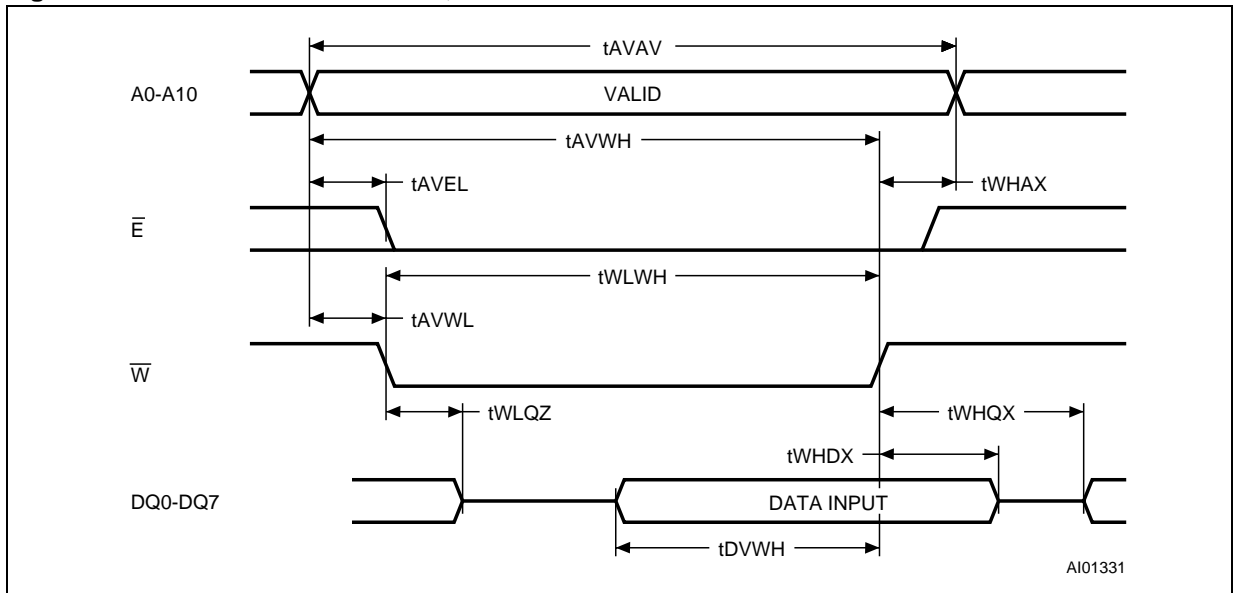 tAVAV
A0-A10
VALID
tAVWH
tAVEL
tWHAX
E̅
tWLWH
tAVWL
W̅
tWLQZ
tWHQX
tWHDX
DQ0-DQ7
DATA INPUT
tDVWH
AI01331